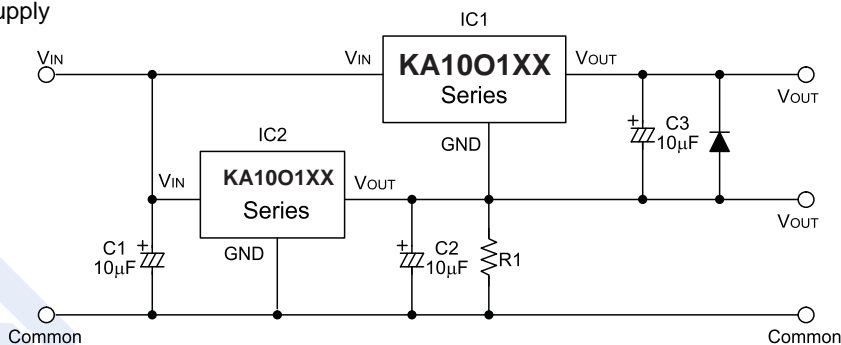 upply
IC1
VIN
VIN
KA10O1XX
VOUT
Series
VOUT
C3
10µF
GND
IC2
VIN
KA10O1XX
VOUT
Series
VOUT
GND
C1
10µF
C2
10µF
R1
Common
Common